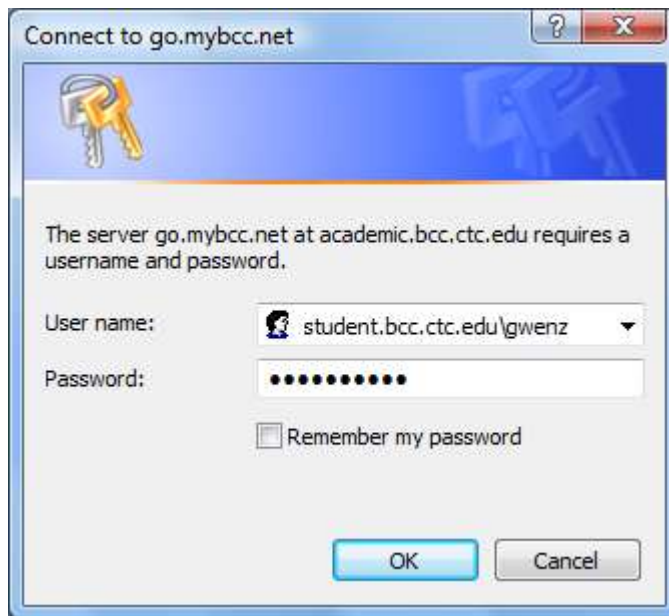 Connect to go.mybcc.net
The server go.mybcc.net at academic.bcc.ctc.edu requires a
username and password.
User name: student.bcc.ctc.edu\gwenz
Password: ••••••••••
Remember my password
OK Cancel